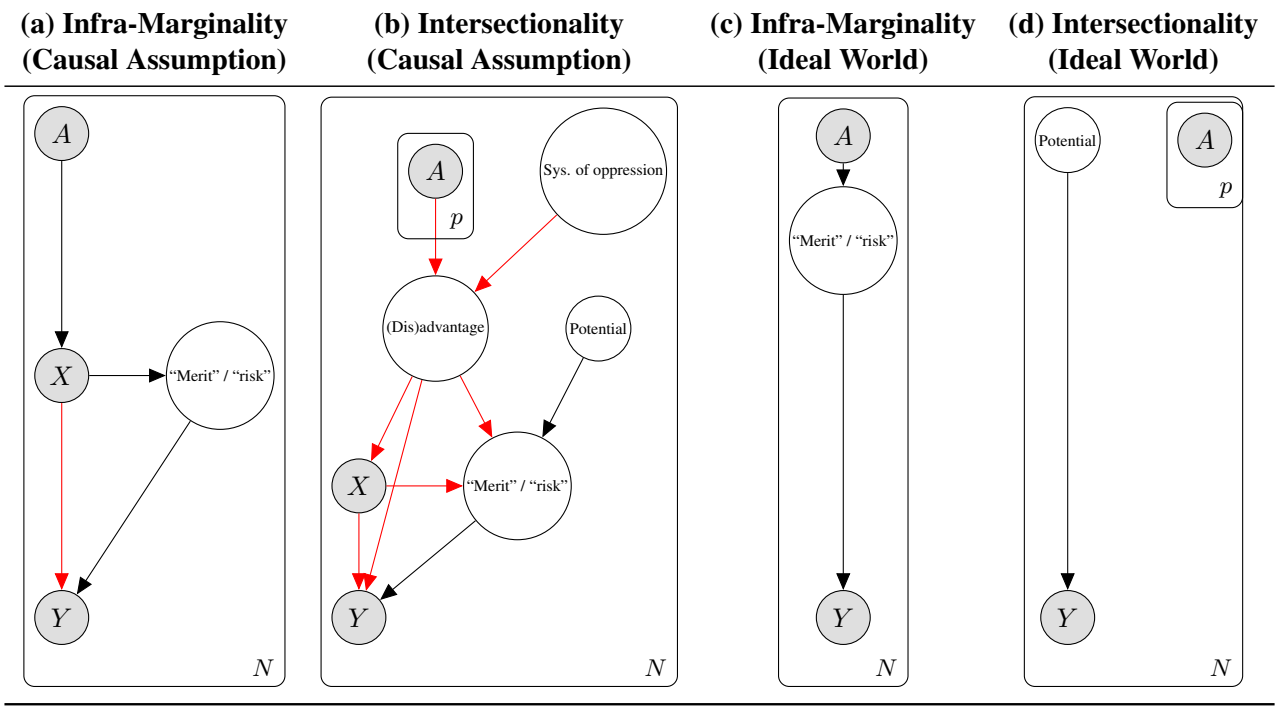 (a) Infra-Marginality
(Causal Assumption)
(b) Intersectionality
(Causal Assumption)
(c) Infra-Marginality
(Ideal World)
(d) Intersectionality
(Ideal World)
A
X
“Merit” / “risk”
Y
N
A
p
Sys. of oppression
(Dis)advantage
Potential
X
“Merit” / “risk”
Y
N
A
“Merit” / “risk”
Y
N
Potential
A
p
Y
N